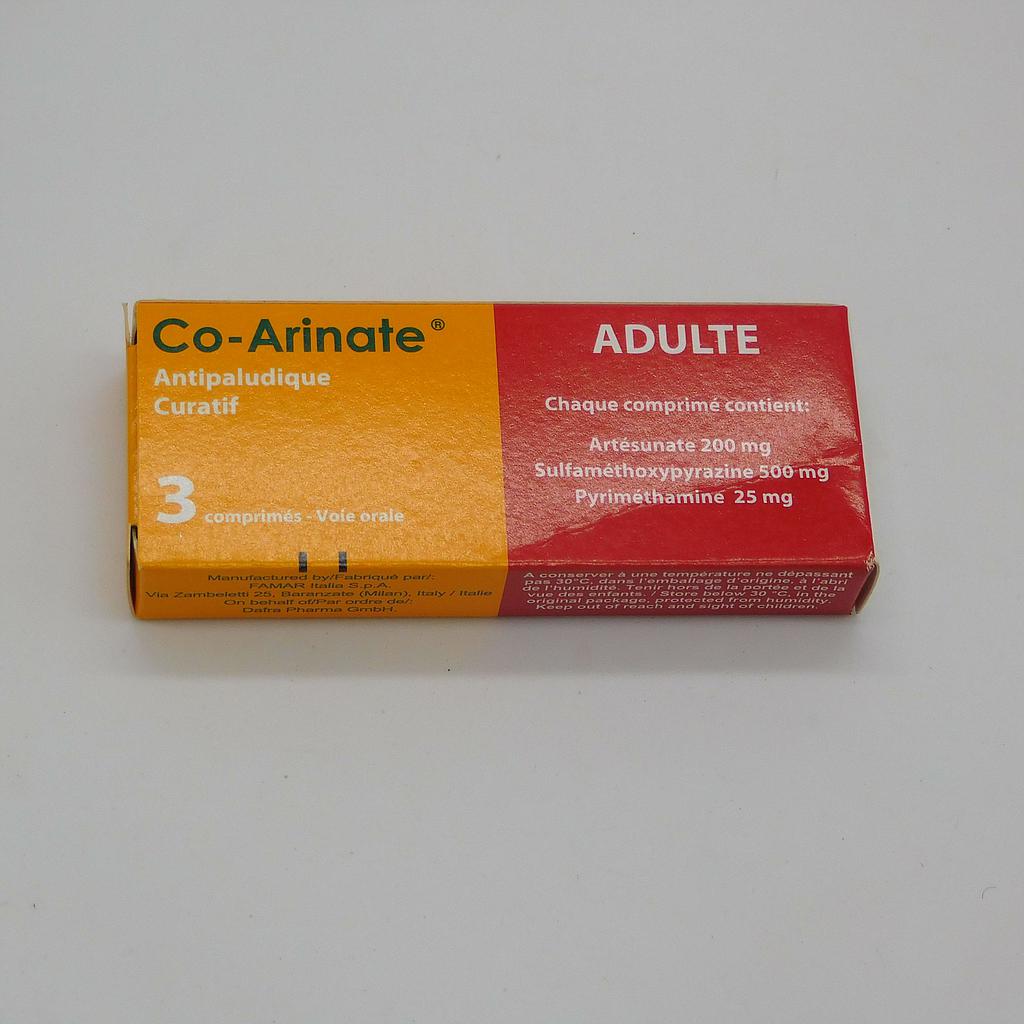 Co-Arinate®
Antipaludique
Curatif
3 comprimés - Voie orale
ADULTE
Chaque comprimé contient:
Artésunate 200 mg
Sulfaméthoxypyrazine 500 mg
Pyriméthamine 25 mg
Manufactured by/Fabriqué par/:
FAMAR Italia S.p.A.
Via Zambeletti 25, Baranzate (Milan), Italy / Italie
On behalf of/Par ordre de/:
Dafra Pharma GmbH.
A conserver à une température ne dépassant
pas 30°C, dans l'emballage d'origine, à l'abri
de l'humidité. Tenir hors de la portée et de la
vue des enfants. / Store below 30 °C, in the
original package, protected from humidity.
Keep out of reach and sight of children.